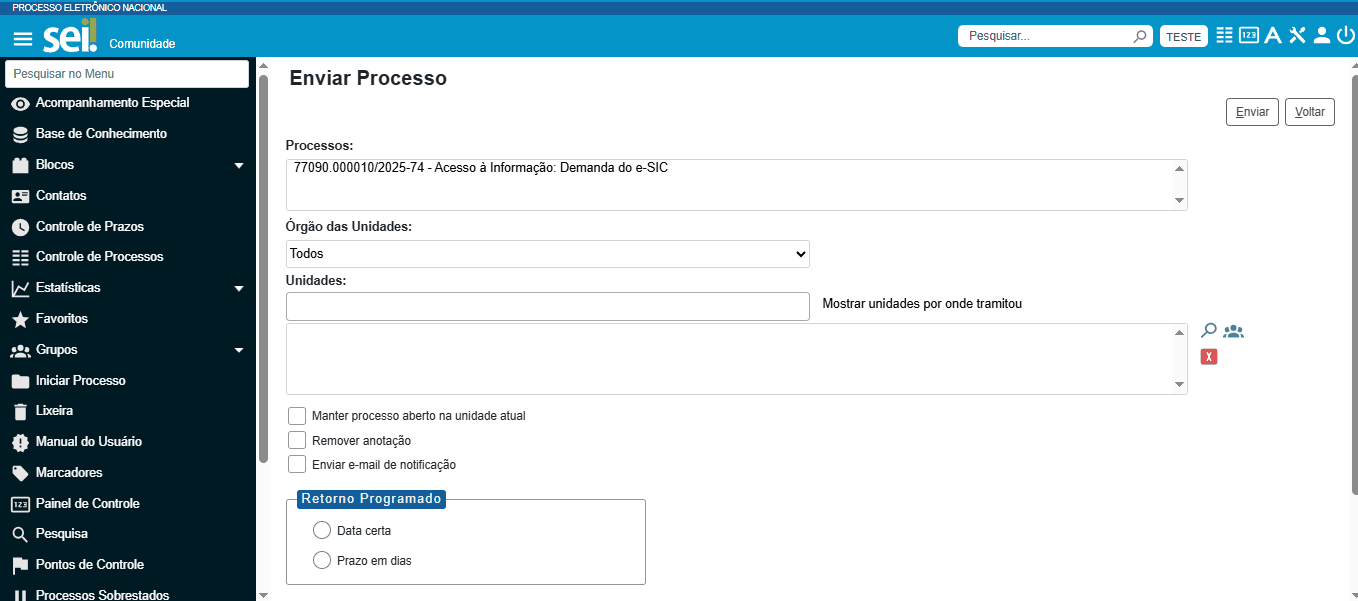 PROCESSO ELETRÔNICO NACIONAL
sei!
Comunidade
Pesquisar...
TESTE
123
Pesquisar no Menu
Acompanhamento Especial
Base de Conhecimento
Blocos
Contatos
Controle de Prazos
Controle de Processos
Estatísticas
Favoritos
Grupos
Iniciar Processo
Lixeira
Manual do Usuário
Marcadores
123 Painel de Controle
Pesquisa
Pontos de Controle
Processos Sobrestados
Enviar Processo
Enviar
Voltar
Processos:
77090.000010/2025-74 - Acesso à Informação: Demanda do e-SIC
Órgão das Unidades:
Todos
Unidades:
Mostrar unidades por onde tramitou
X
Manter processo aberto na unidade atual
Remover anotação
Enviar e-mail de notificação
Retorno Programado
Data certa
Prazo em dias